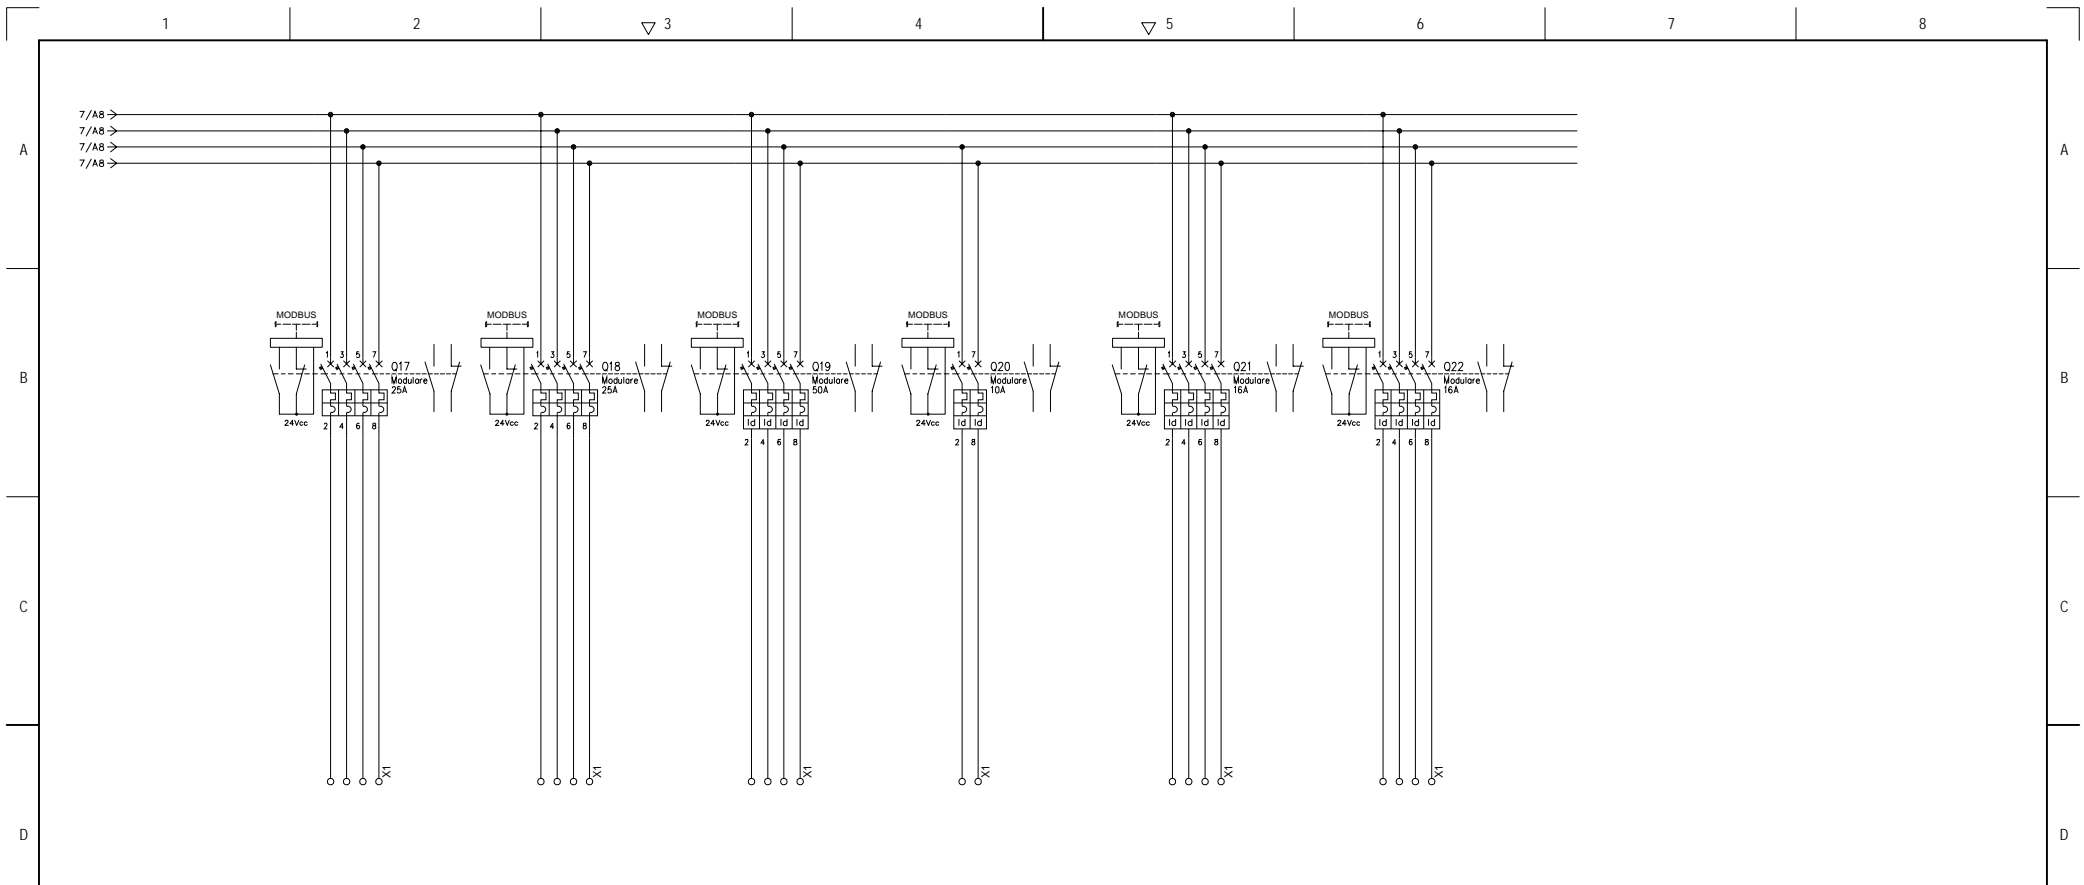 1 2 3 4 5 6 7 8
7/A8
7/A8
7/A8
7/A8
A A
MODBUS MODBUS MODBUS MODBUS MODBUS MODBUS
1 3 5 7 1 3 5 7 1 3 5 7 1 7 1 3 5 7 1 3 5 7
Q17 Q18 Q19 Q20 Q21 Q22
B B
Modulare Modulare Modulare Modulare Modulare Modulare
25A 25A 50A 10A 16A 16A
Id Id Id Id Id Id Id Id Id Id Id Id Id Id
24Vcc 24Vcc 24Vcc 24Vcc 24Vcc 24Vcc
2 4 6 8 2 4 6 8
2 4 6 8 2 8 2 4 6 8 2 4 6 8
C C
X1 X1 X1 X1 X1 X1
D D